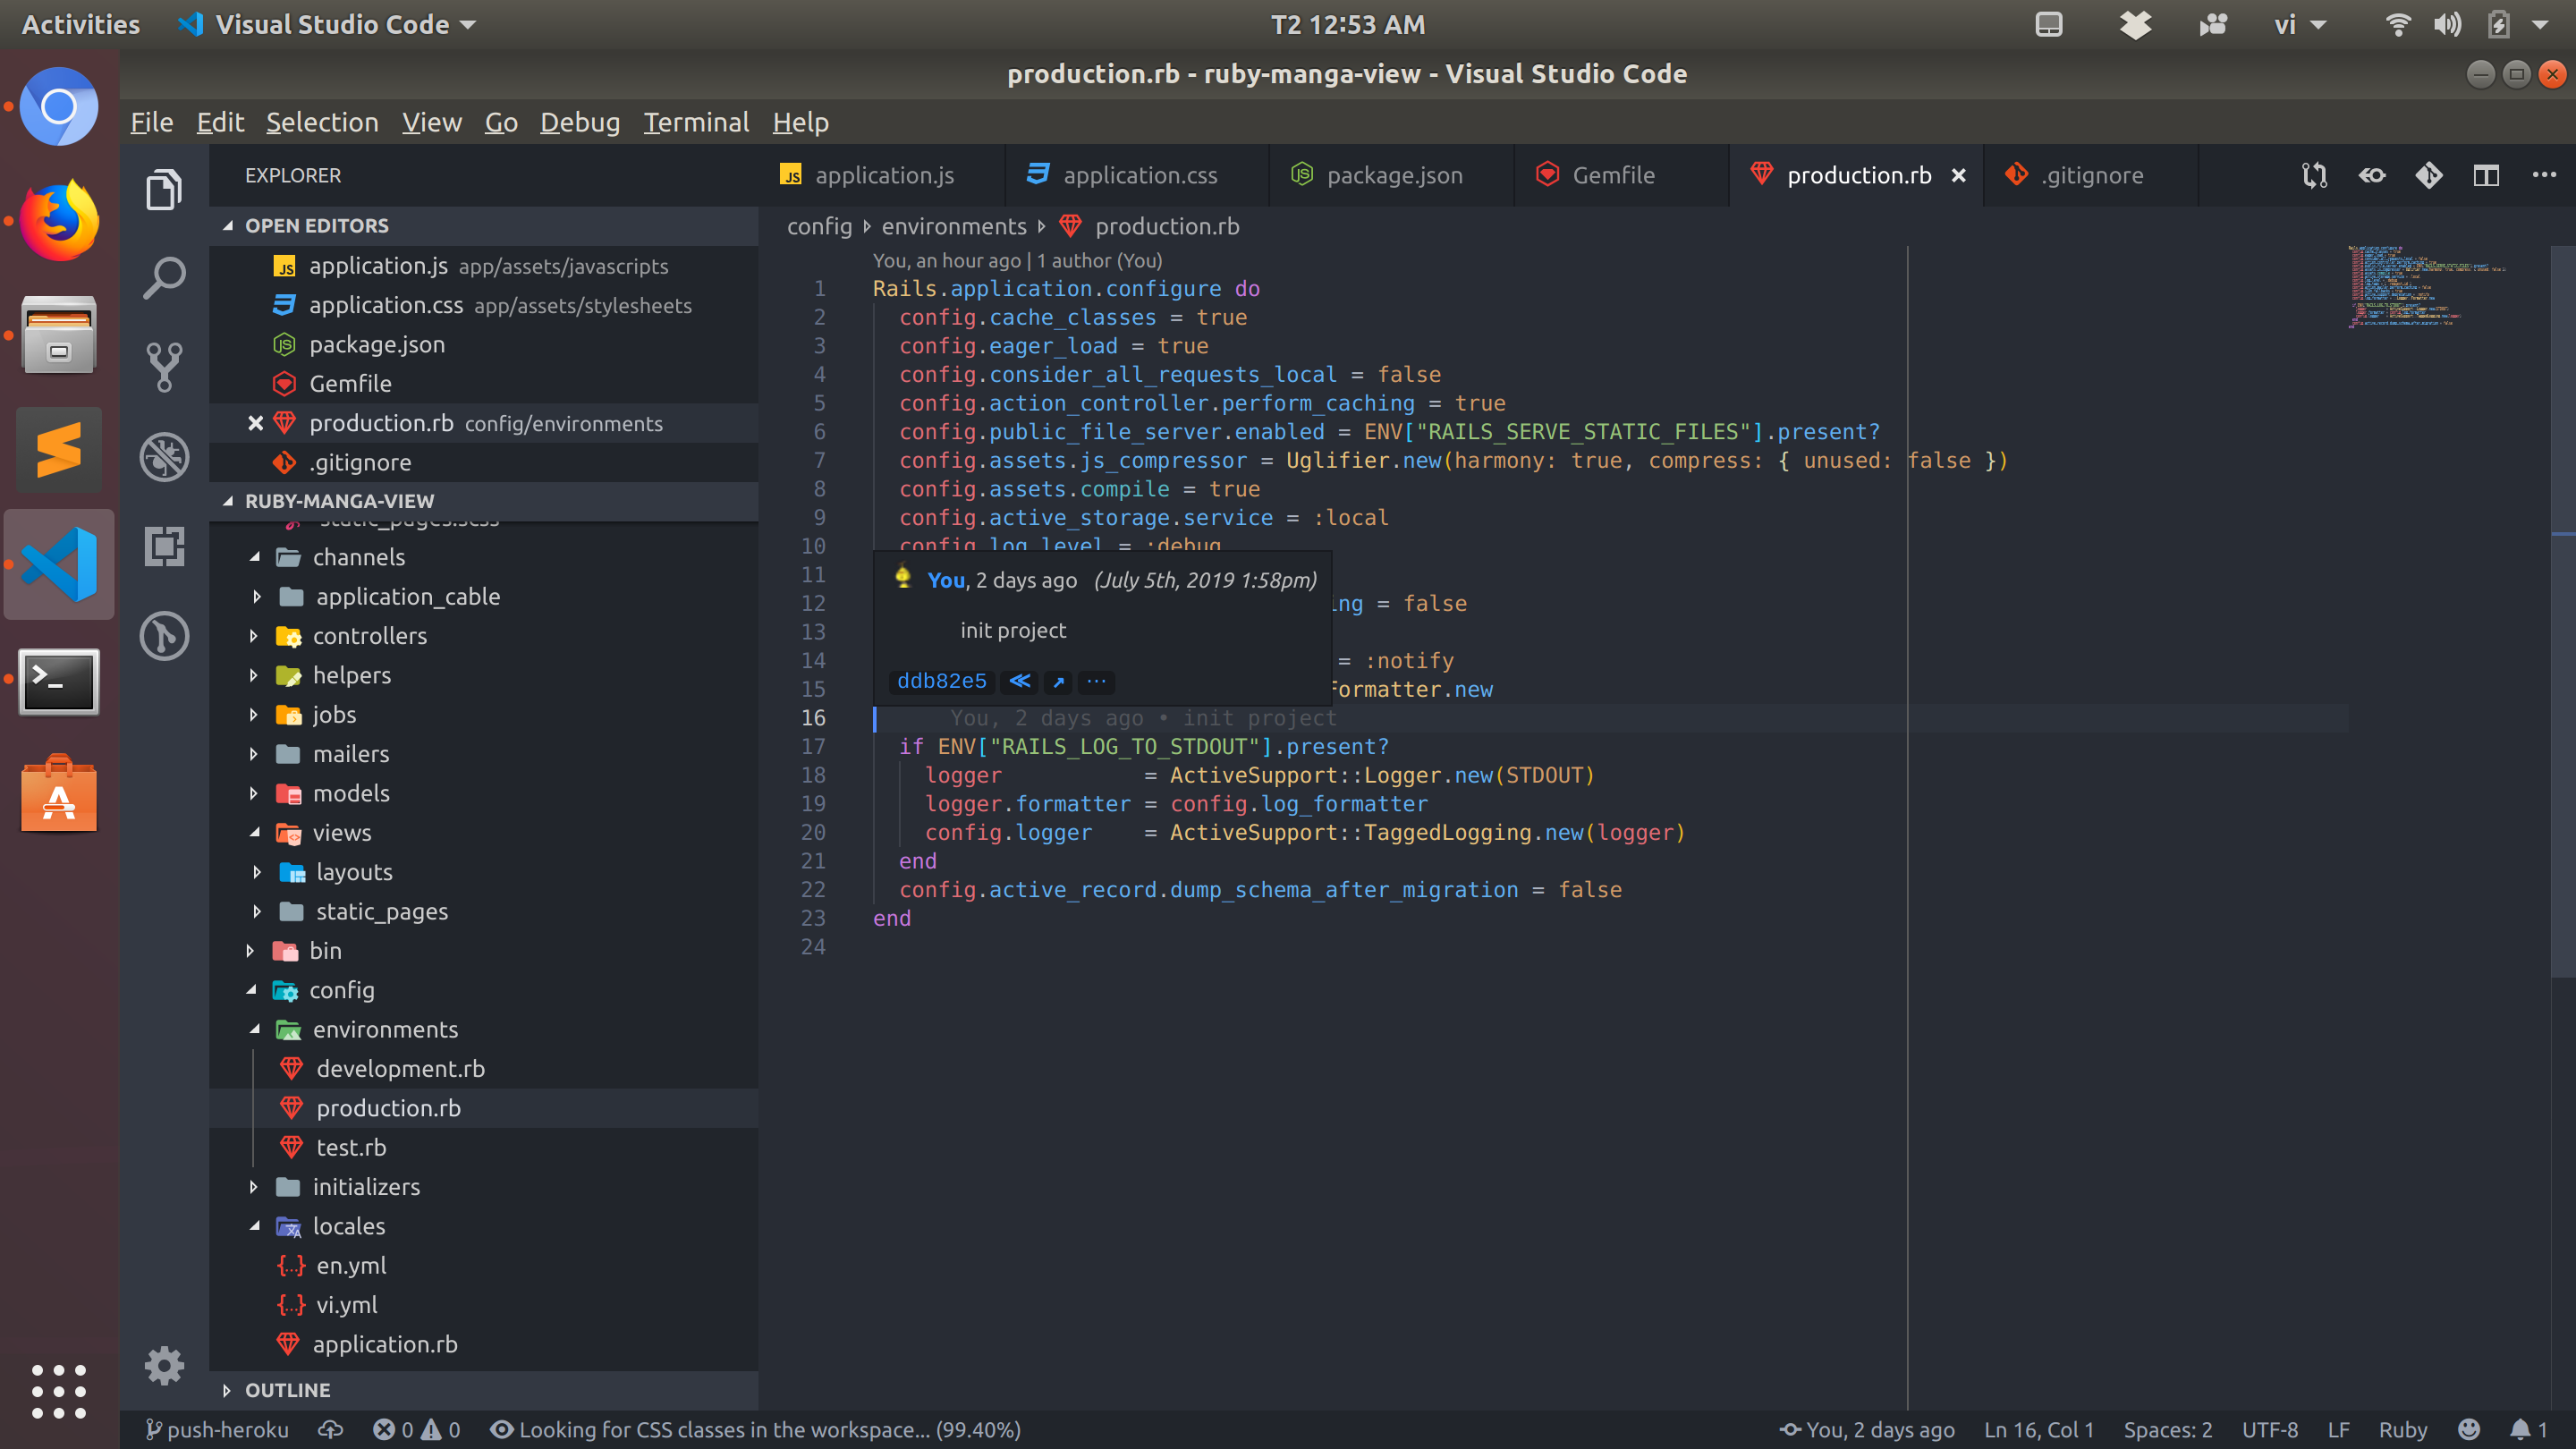 Activities
Visual Studio Code
T2 12:53 AM
vi
production.rb - ruby-manga-view - Visual Studio Code
File Edit Selection View Go Debug Terminal Help
EXPLORER
OPEN EDITORS
application.js app/assets/javascripts
application.css app/assets/stylesheets
package.json
Gemfile
production.rb config/environments
.gitignore
RUBY-MANGA-VIEW
static_pages.scss
channels
application_cable
controllers
helpers
jobs
mailers
models
views
layouts
static_pages
bin
config
environments
development.rb
production.rb
test.rb
initializers
locales
en.yml
vi.yml
application.rb
OUTLINE
application.js application.css package.json Gemfile production.rb .gitignore
config environments production.rb
You, an hour ago | 1 author (You)
1 Rails.application.configure do
2 config.cache_classes = true
3 config.eager_load = true
4 config.consider_all_requests_local = false
5 config.action_controller.perform_caching = true
6 config.public_file_server.enabled = ENV["RAILS_SERVE_STATIC_FILES"].present?
7 config.assets.js_compressor = Uglifier.new(harmony: true, compress: { unused: false })
8 config.assets.compile = true
9 config.active_storage.service = :local
10 config.log_level = :debug
11
12 ing = false
13
14 = :notify
15 Formatter.new
You, 2 days ago (July 5th, 2019 1:58pm)
init project
ddb82e5
16 You, 2 days ago • init project
17 if ENV["RAILS_LOG_TO_STDOUT"].present?
18 logger = ActiveSupport::Logger.new(STDOUT)
19 logger.formatter = config.log_formatter
20 config.logger = ActiveSupport::TaggedLogging.new(logger)
21 end
22 config.active_record.dump_schema_after_migration = false
23 end
24
push-heroku 0 0 Looking for CSS classes in the workspace... (99.40%)
You, 2 days ago Ln 16, Col 1 Spaces: 2 UTF-8 LF Ruby 1